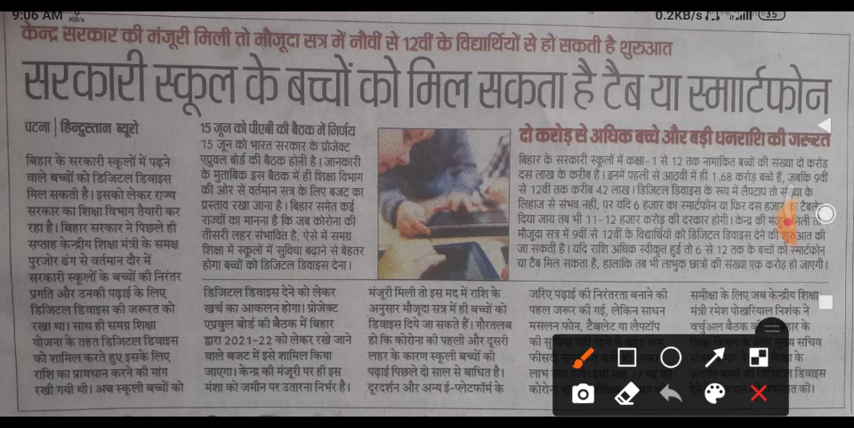 9:06 AM
KB/s
0.2KB/s
35
केन्द्र सरकार की मंजूरी मिली तो मौजूदा सत्र में नौवीं से 12वीं के विद्यार्थियों से हो सकती है शुरुआत
सरकारी स्कूल के बच्चों को मिल सकता है टैब या स्मार्टफोन
पटना | हिन्दुस्तान ब्यूरो
बिहार के सरकारी स्कूलों में पढ़ने
वाले बच्चों को डिजिटल डिवाइस
मिल सकती है। इसको लेकर राज्य
सरकार का शिक्षा विभाग तैयारी कर
रहा है। बिहार सरकार ने पिछले ही
सप्ताह केन्द्रीय शिक्षा मंत्री के समक्ष
पुरजोर ढंग से वर्तमान दौर में
सरकारी स्कूलों के बच्चों की निरंतर
प्रगति और उनकी पढ़ाई के लिए
डिजिटल डिवाइस की जरूरत को
रखा था। साथ ही समग्र शिक्षा
योजना के तहत डिजिटल डिवाइस
को शामिल करते हुए इसके लिए
राशि का प्रावधान करने की मांग
रखी गयी थी। अब स्कूली बच्चों को
15 जून को पीएबी की बैठक में निर्णय
15 जून को भारत सरकार के प्रोजेक्ट
एप्रुवल बोर्ड की बैठक होनी है। जानकारी
के मुताबिक इस बैठक में ही शिक्षा विभाग
की ओर से वर्तमान सत्र के लिए बजट का
प्रस्ताव रखा जाना है। बिहार समेत कई
राज्यों का मानना है कि जब कोरोना की
तीसरी लहर संभावित है, ऐसे में समग्र
शिक्षा में स्कूलों में सुविधा बढ़ाने से बेहतर
होगा बच्चों को डिजिटल डिवाइस देना।
डिजिटल डिवाइस देने को लेकर
खर्च का आकलन होगा। प्रोजेक्ट
एप्रुवल बोर्ड की बैठक में बिहार
द्वारा 2021-22 को लेकर रखे जाने
वाले बजट में इसे शामिल किया
जाएगा। केन्द्र की मंजूरी पर ही इस
मंशा को जमीन पर उतारना निर्भर है।
मंजूरी मिली तो इस मद में राशि के
अनुसार मौजूदा सत्र में ही बच्चों को
डिवाइस दिये जा सकते हैं। गौरतलब
हो कि कोरोना की पहली और दूसरी
लहर के कारण स्कूली बच्चों की
पढ़ाई पिछले दो साल से बाधित है।
दूरदर्शन और अन्य ई-प्लेटफॉर्म के
दो करोड़ से अधिक बच्चे और बड़ी धनराशि की जरूरत
बिहार के सरकारी स्कूलों में कक्षा-1 से 12 तक नामांकित बच्चों की संख्या दो करोड़
दस लाख के करीब है। इनमें पहली से आठवीं में ही 1.68 करोड़ बच्चे हैं, जबकि 9वीं
से 12वीं तक करीब 42 लाख। डिजिटल डिवाइस के रूप में लैपटाप तो के
लिहाज से संभव नहीं, पर यदि 6 हजार का स्मार्टफोन या फिर दस हजार
दिया जाय तब भी 11-12 हजार करोड़ की दरकार होगी। केन्द्र की मिली तो
मौजूदा सत्र में 9वीं से 12वीं के विद्यार्थियों को डिजिटल डिवाइस देने की की
जा सकती है। यदि राशि अधिक स्वीकृत हुई तो 6 से 12 तक के बच्चों को स्मार्टफोन
या टैब मिल सकता है, हालांकि तब भी लाभुक छात्रों की संख्या एक करोड़ हो जाएगी।
जरिए पढ़ाई की निरंतरता बनाने की
पहल जरूर की गई, लेकिन साधन
मसलन फोन, टैबलेट या लैपटॉप
की
फीसदी
लाभ
कोरोना
समीक्षा के लिए जब केन्द्रीय शिक्षा
मंत्री रमेश पोखरियाल निशंक ने
वर्चुअल बैठक के
सचिव
के
डिवाइस
की।